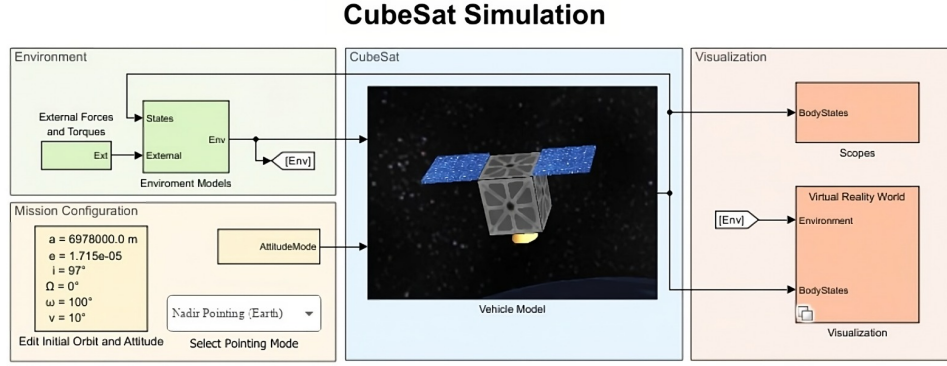 CubeSat Simulation
Environment
External Forces
and Torques
Ext
States
External
Env
[Env]
Enviroment Models
Mission Configuration
a = 6978000.0 m
e = 1.715e-05
i = 97°
Ω = 0°
ω = 100°
v = 10°
Edit Initial Orbit and Attitude
AttitudeMode
Nadir Pointing (Earth)
Select Pointing Mode
CubeSat
Vehicle Model
Visualization
BodyStates
Scopes
Virtual Reality World
[Env]
Environment
BodyStates
Visualization